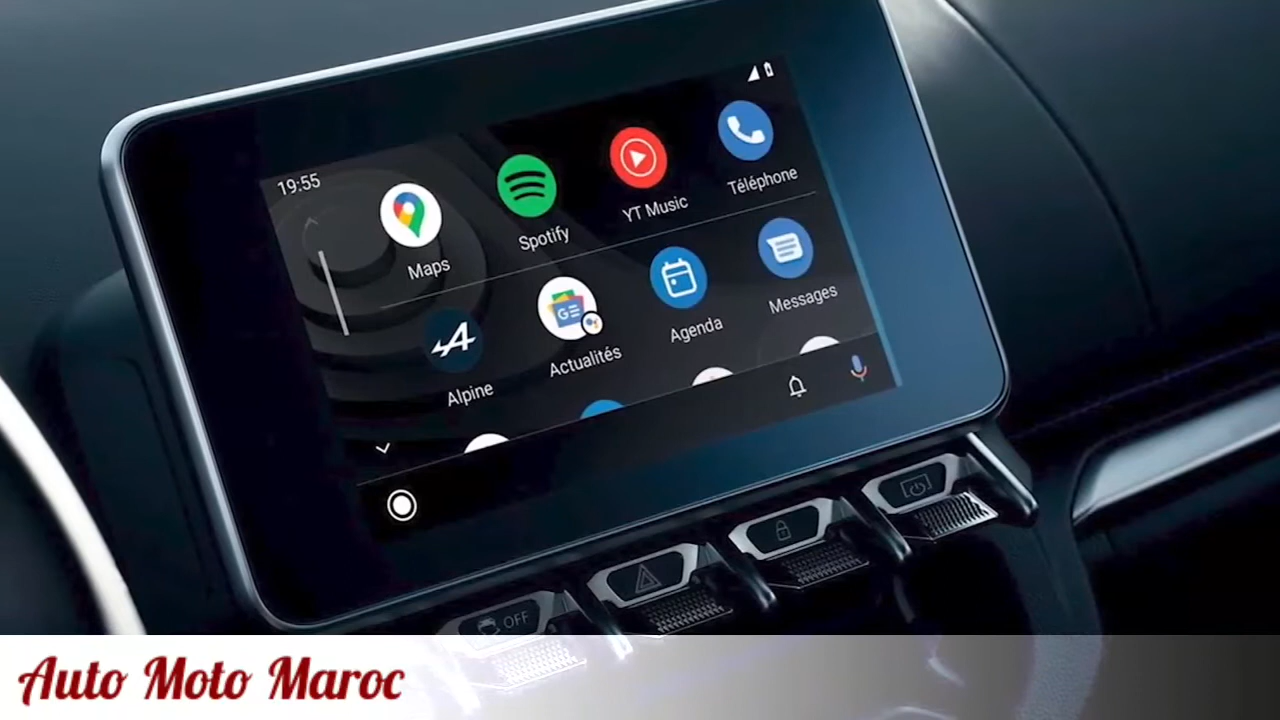 19:55
Maps
Spotify
YT Music
Téléphone
Alpine
Actualités
Agenda
Messages
OFF
Auto Moto Maroc